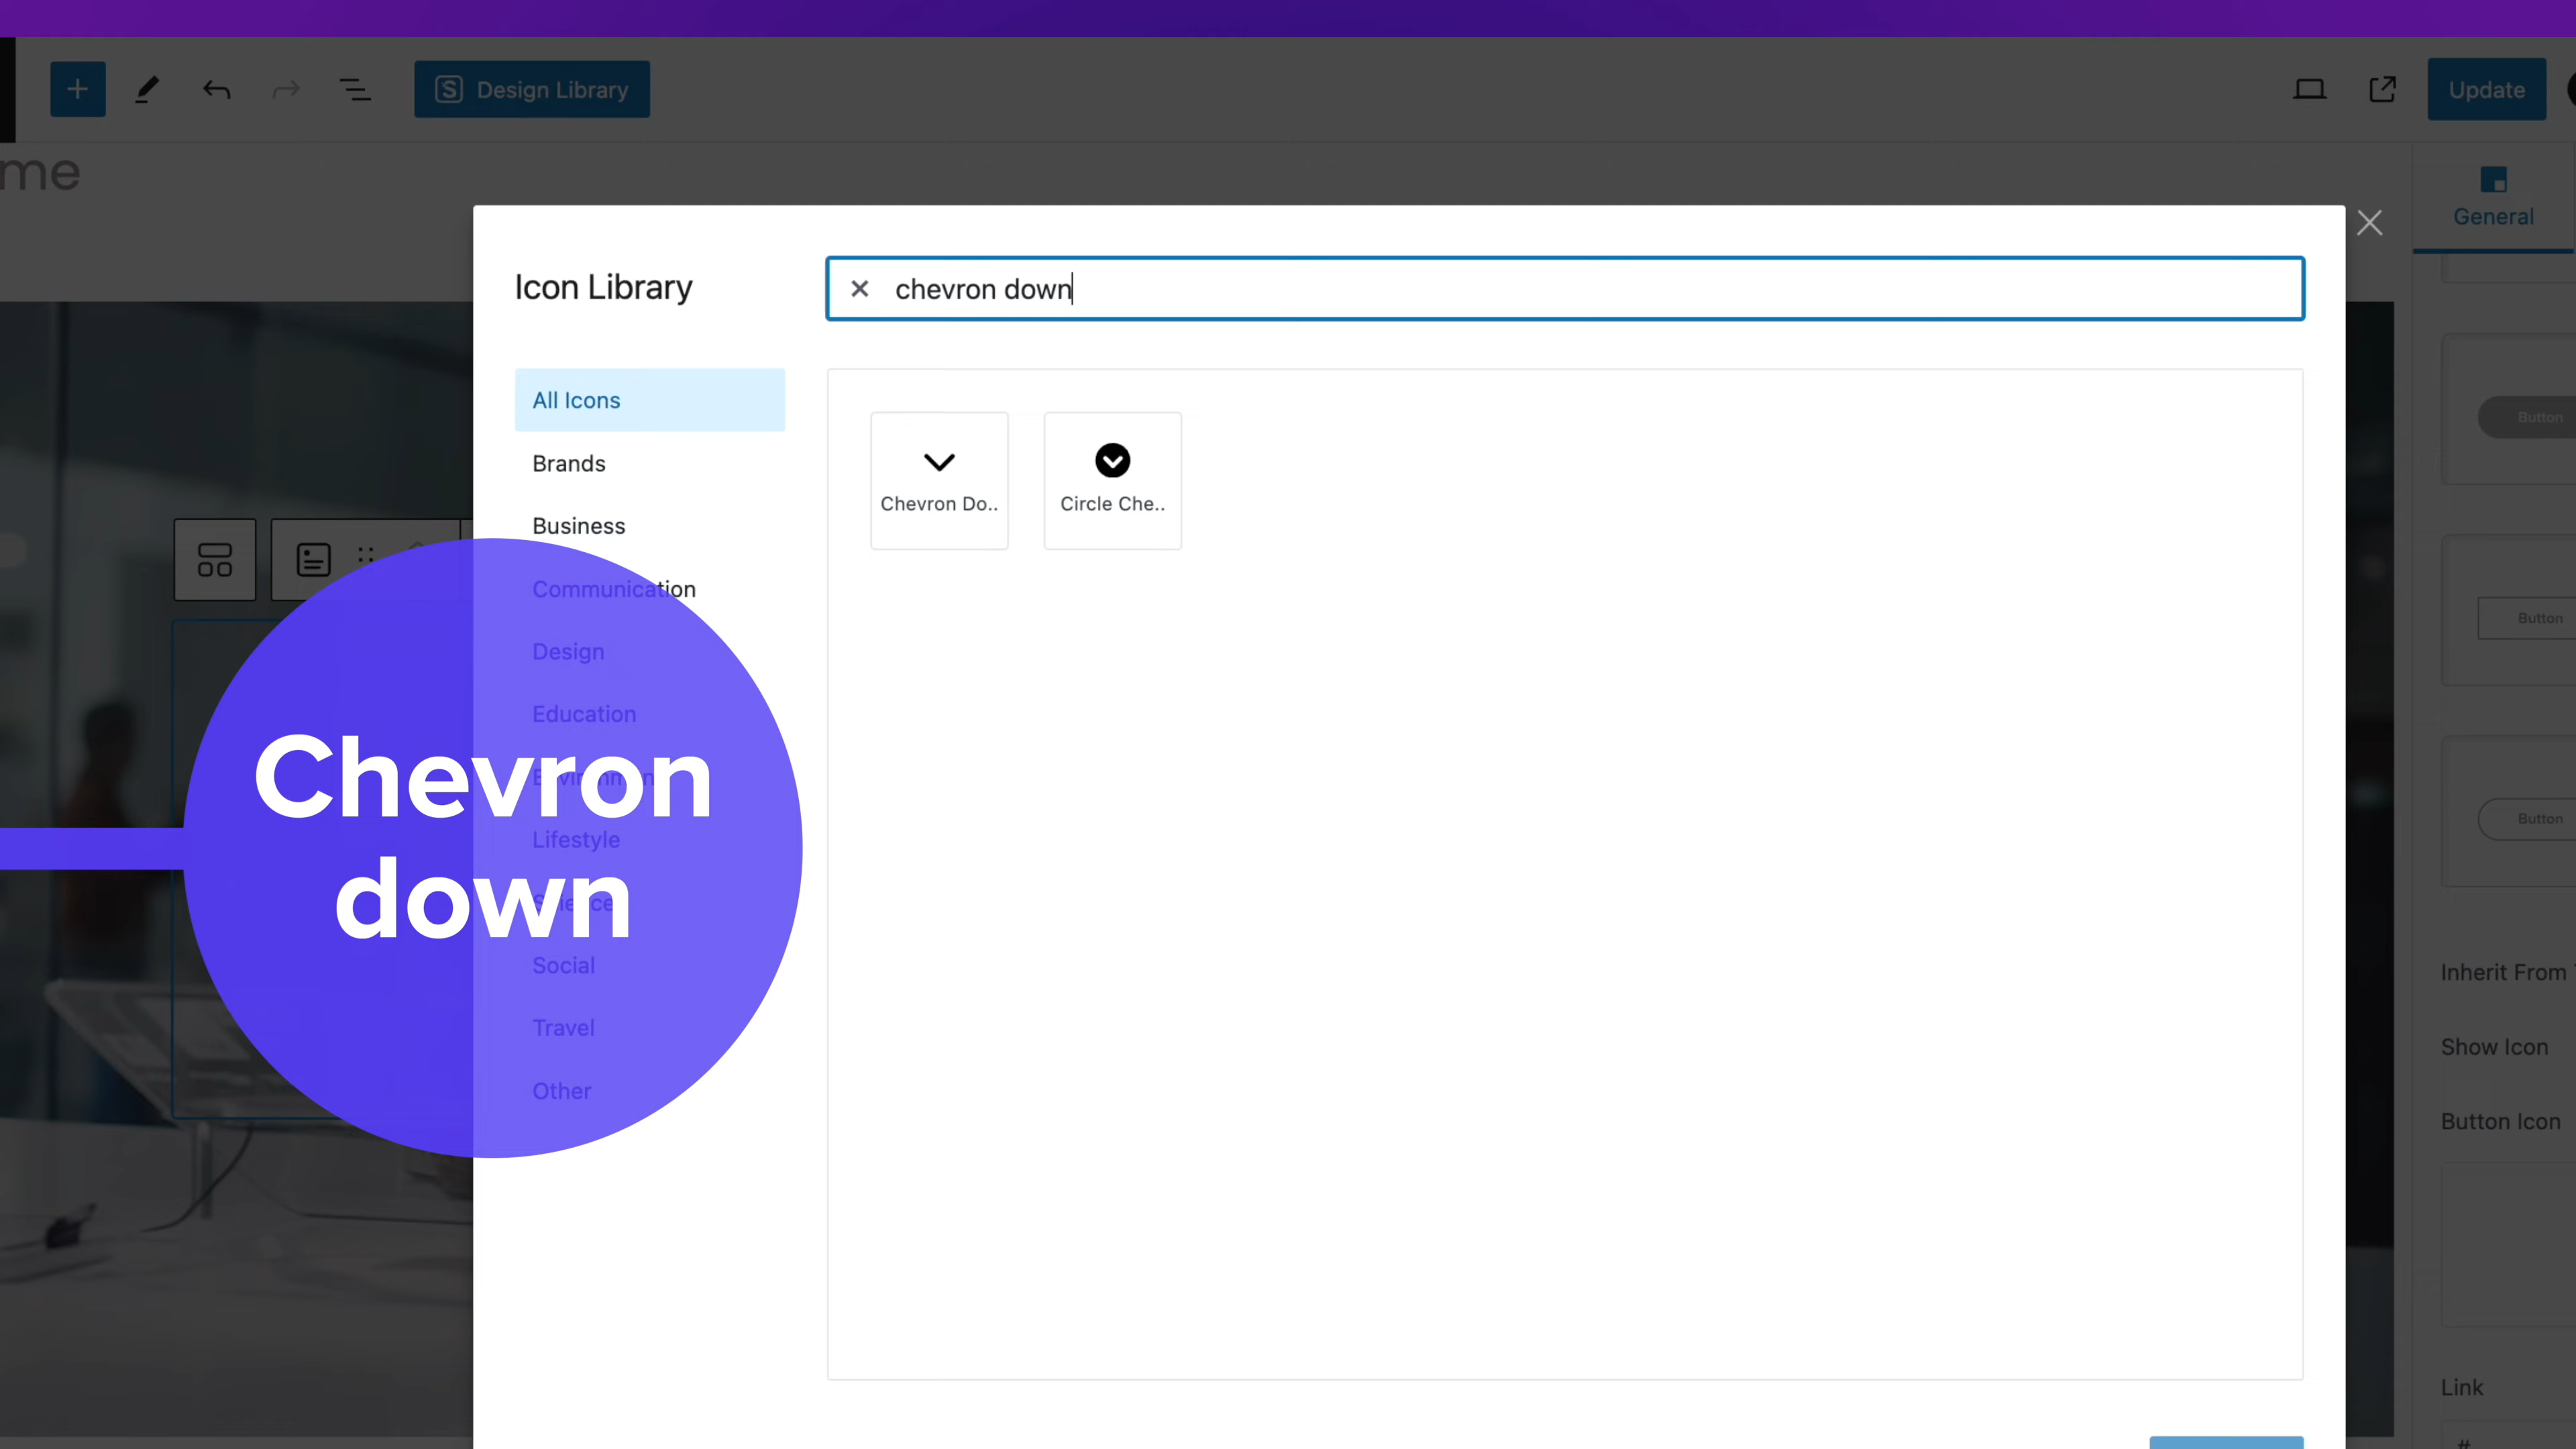 Design Library
Update
me
General
Icon Library
chevron down
All Icons
Brands
Business
Communication
Design
Education
Lifestyle
Science
Social
Travel
Other
Chevron Do..
Circle Che..
Chevron
down
Button
Button
Button
Inherit From
Show Icon
Button Icon
Link
#